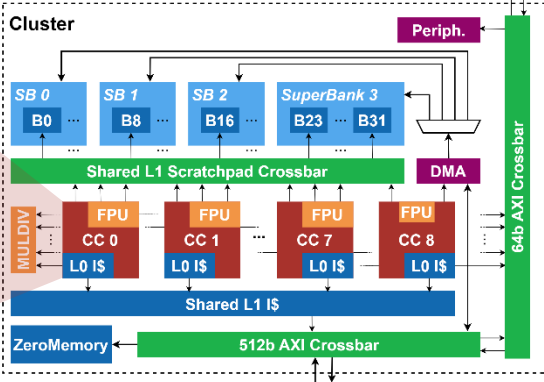 Cluster
Periph.
SB 0
SB 1
SB 2
SuperBank 3
B0 ...
B8 ...
B16 ...
B23 ... B31
Shared L1 Scratchpad Crossbar
DMA
64b AXI Crossbar
MULDIV
FPU
CC 0
L0 I$
FPU
CC 1
L0 I$
...
FPU
CC 7
L0 I$
FPU
CC 8
L0 I$
Shared L1 I$
ZeroMemory
512b AXI Crossbar